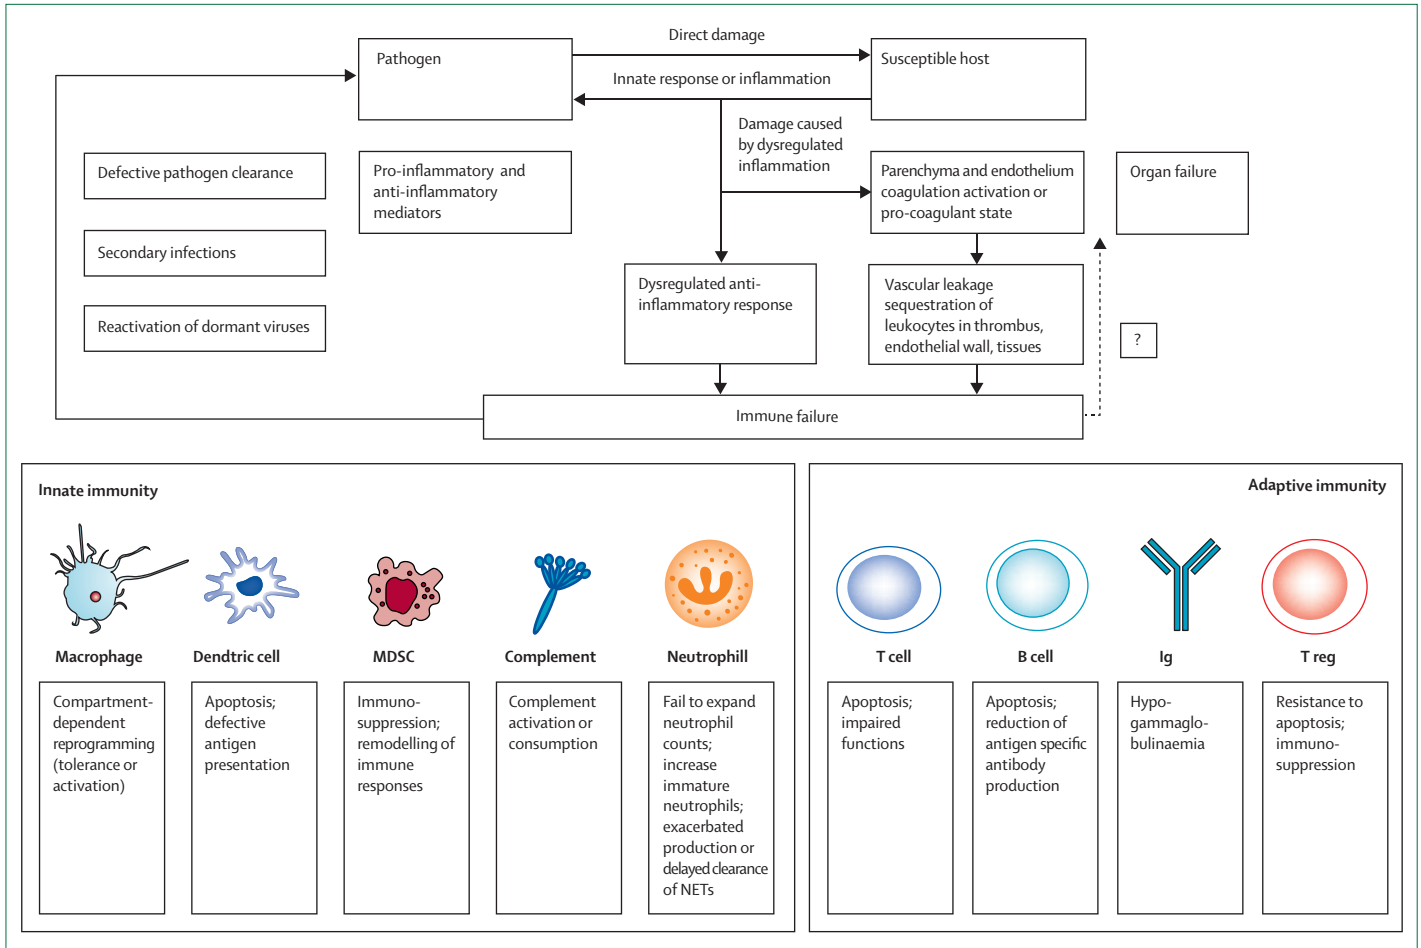 Direct damage
Pathogen
Susceptible host
Innate response or inflammation
Damage caused
by dysregulated
inflammation
Defective pathogen clearance
Pro-inflammatory and
anti-inflammatory
mediators
Parenchyma and endothelium
coagulation activation or
pro-coagulant state
Organ failure
Secondary infections
Dysregulated anti-
inflammatory response
Vascular leakage
sequestration of
leukocytes in thrombus,
endothelial wall, tissues
Reactivation of dormant viruses
?
Immune failure
Innate immunity
Macrophage
Dendtric cell
MDSC
Complement
Neutrophill
Compartment-
dependent
reprogramming
(tolerance or
activation)
Apoptosis;
defective
antigen
presentation
Immuno-
suppression;
remodelling of
immune
responses
Complement
activation or
consumption
Fail to expand
neutrophil
counts;
increase
immature
neutrophils;
exacerbated
production or
delayed clearance
of NETs
Adaptive immunity
T cell
B cell
Ig
T reg
Apoptosis;
impaired
functions
Apoptosis;
reduction of
antigen specific
antibody
production
Hypo-
gammaglo-
bulinaemia
Resistance to
apoptosis;
immuno-
suppression